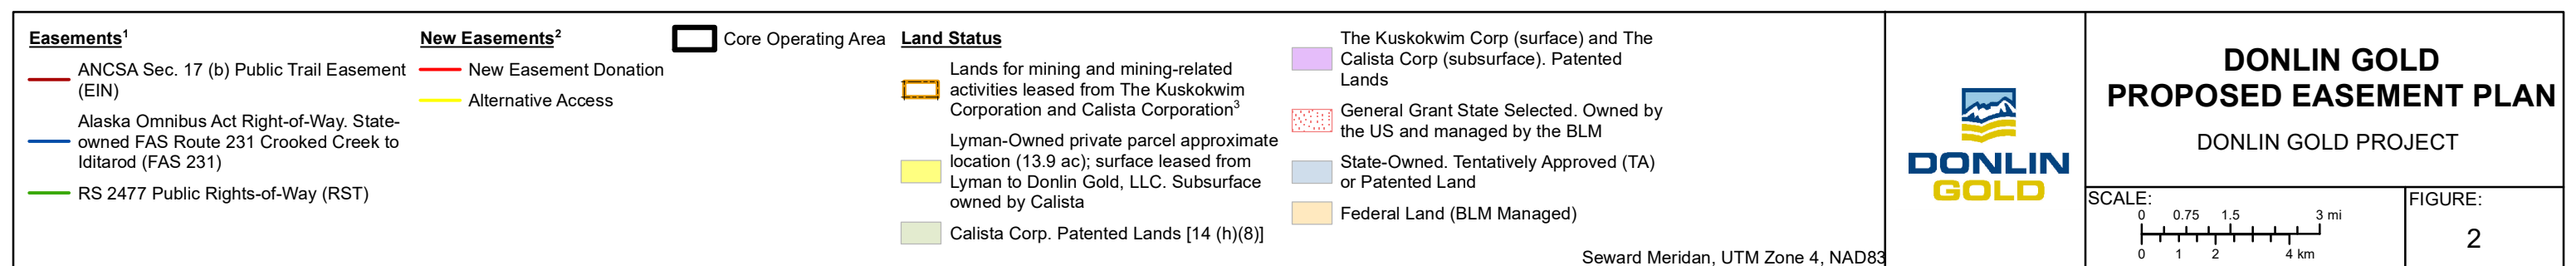 Easements1
ANCSA Sec. 17 (b) Public Trail Easement
(EIN)
Alaska Omnibus Act Right-of-Way. State-
owned FAS Route 231 Crooked Creek to
Iditarod (FAS 231)
RS 2477 Public Rights-of-Way (RST)
New Easements2
New Easement Donation
Alternative Access
Core Operating Area
Land Status
Lands for mining and mining-related
activities leased from The Kuskokwim
Corporation and Calista Corporation3
Lyman-Owned private parcel approximate
location (13.9 ac); surface leased from
Lyman to Donlin Gold, LLC. Subsurface
owned by Calista
Calista Corp. Patented Lands [14 (h)(8)]
The Kuskokwim Corp (surface) and The
Calista Corp (subsurface). Patented
Lands
General Grant State Selected. Owned by
the US and managed by the BLM
State-Owned. Tentatively Approved (TA)
or Patented Land
Federal Land (BLM Managed)
Seward Meridan, UTM Zone 4, NAD83
DONLIN
GOLD
DONLIN GOLD
PROPOSED EASEMENT PLAN
DONLIN GOLD PROJECT
SCALE:
0 0.75 1.5 3 mi
0 1 2 4 km
FIGURE:
2